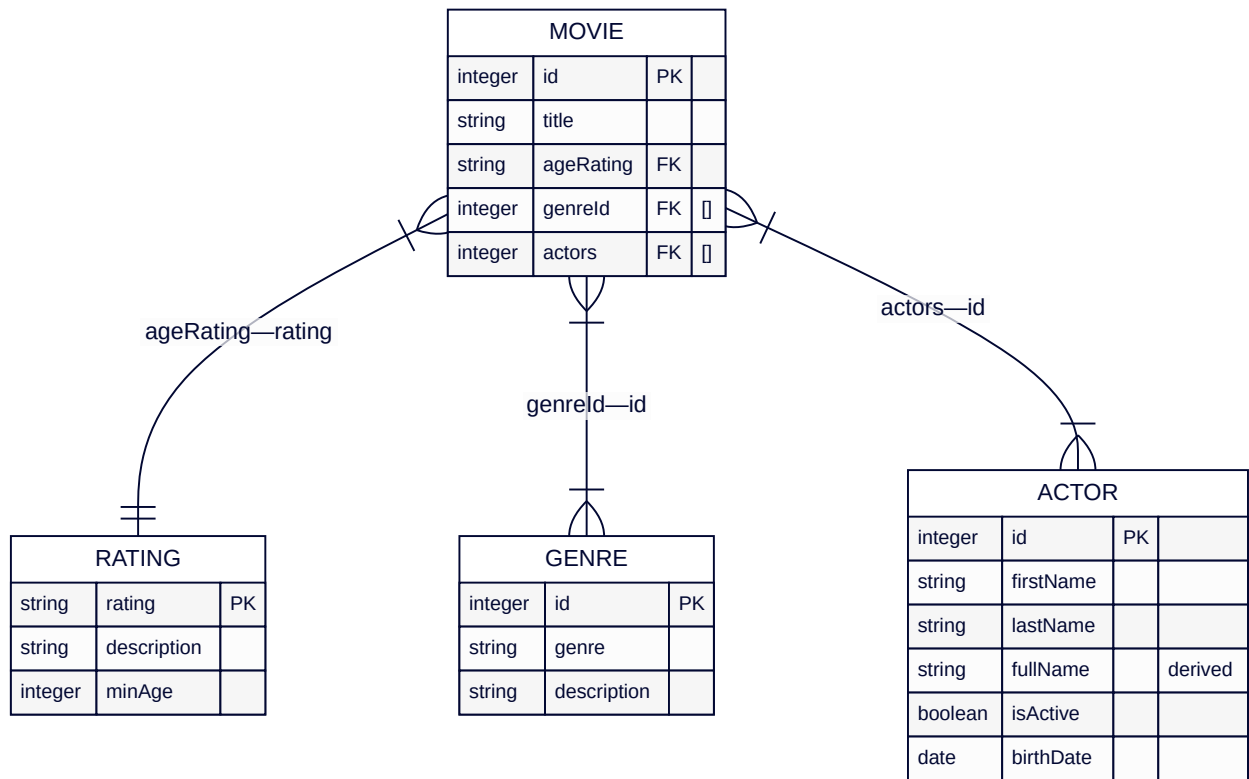 MOVIE
integer id PK
string title
string ageRating FK
integer genreId FK []
integer actors FK []
ageRating—rating
genreId—id
actors—id
RATING
string rating PK
string description
integer minAge
GENRE
integer id PK
string genre
string description
ACTOR
integer id PK
string firstName
string lastName
string fullName derived
boolean isActive
date birthDate